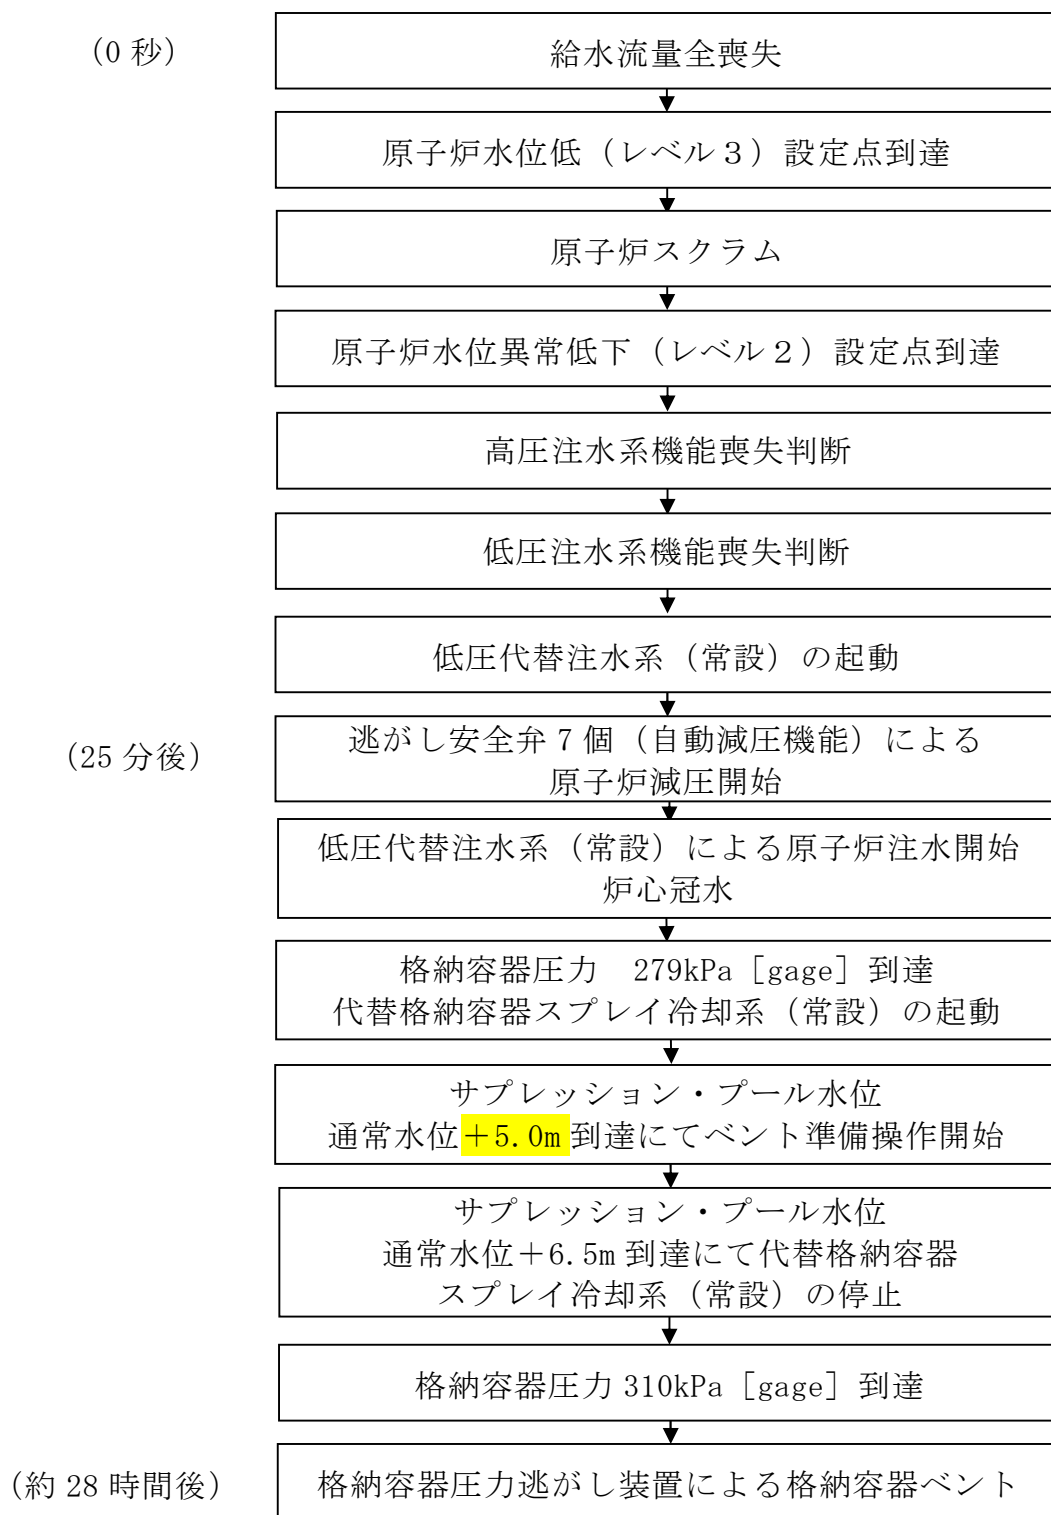 (0 秒) 給水流量全喪失
原子炉水位低（レベル３）設定点到達
原子炉スクラム
原子炉水位異常低下（レベル２）設定点到達
高圧注水系機能喪失判断
低圧注水系機能喪失判断
低圧代替注水系（常設）の起動
(25 分後) 逃がし安全弁 7 個（自動減圧機能）による
原子炉減圧開始
低圧代替注水系（常設）による原子炉注水開始
炉心冠水
格納容器圧力　279kPa［gage］到達
代替格納容器スプレイ冷却系（常設）の起動
サプレッション・プール水位
通常水位＋5.0m 到達にてベント準備操作開始
サプレッション・プール水位
通常水位＋6.5m 到達にて代替格納容器
スプレイ冷却系（常設）の停止
格納容器圧力 310kPa［gage］到達
(約 28 時間後) 格納容器圧力逃がし装置による格納容器ベント